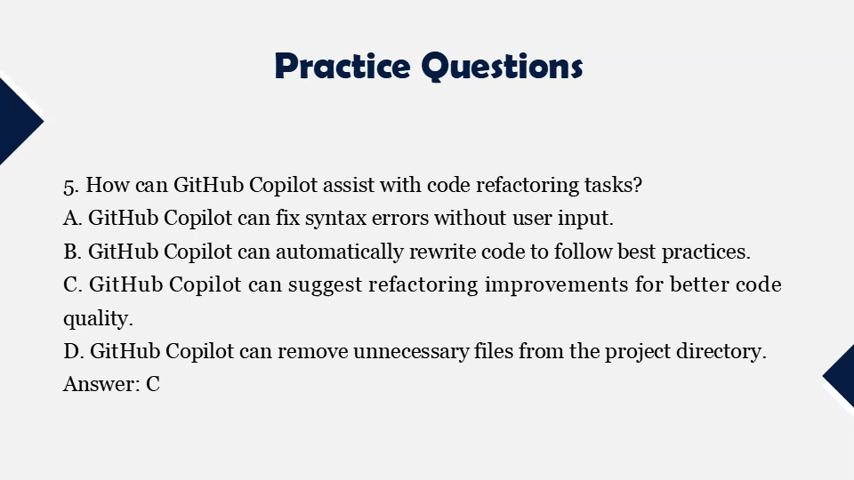 Practice Questions
5. How can GitHub Copilot assist with code refactoring tasks?
A. GitHub Copilot can fix syntax errors without user input.
B. GitHub Copilot can automatically rewrite code to follow best practices.
C. GitHub Copilot can suggest refactoring improvements for better code
quality.
D. GitHub Copilot can remove unnecessary files from the project directory.
Answer: C